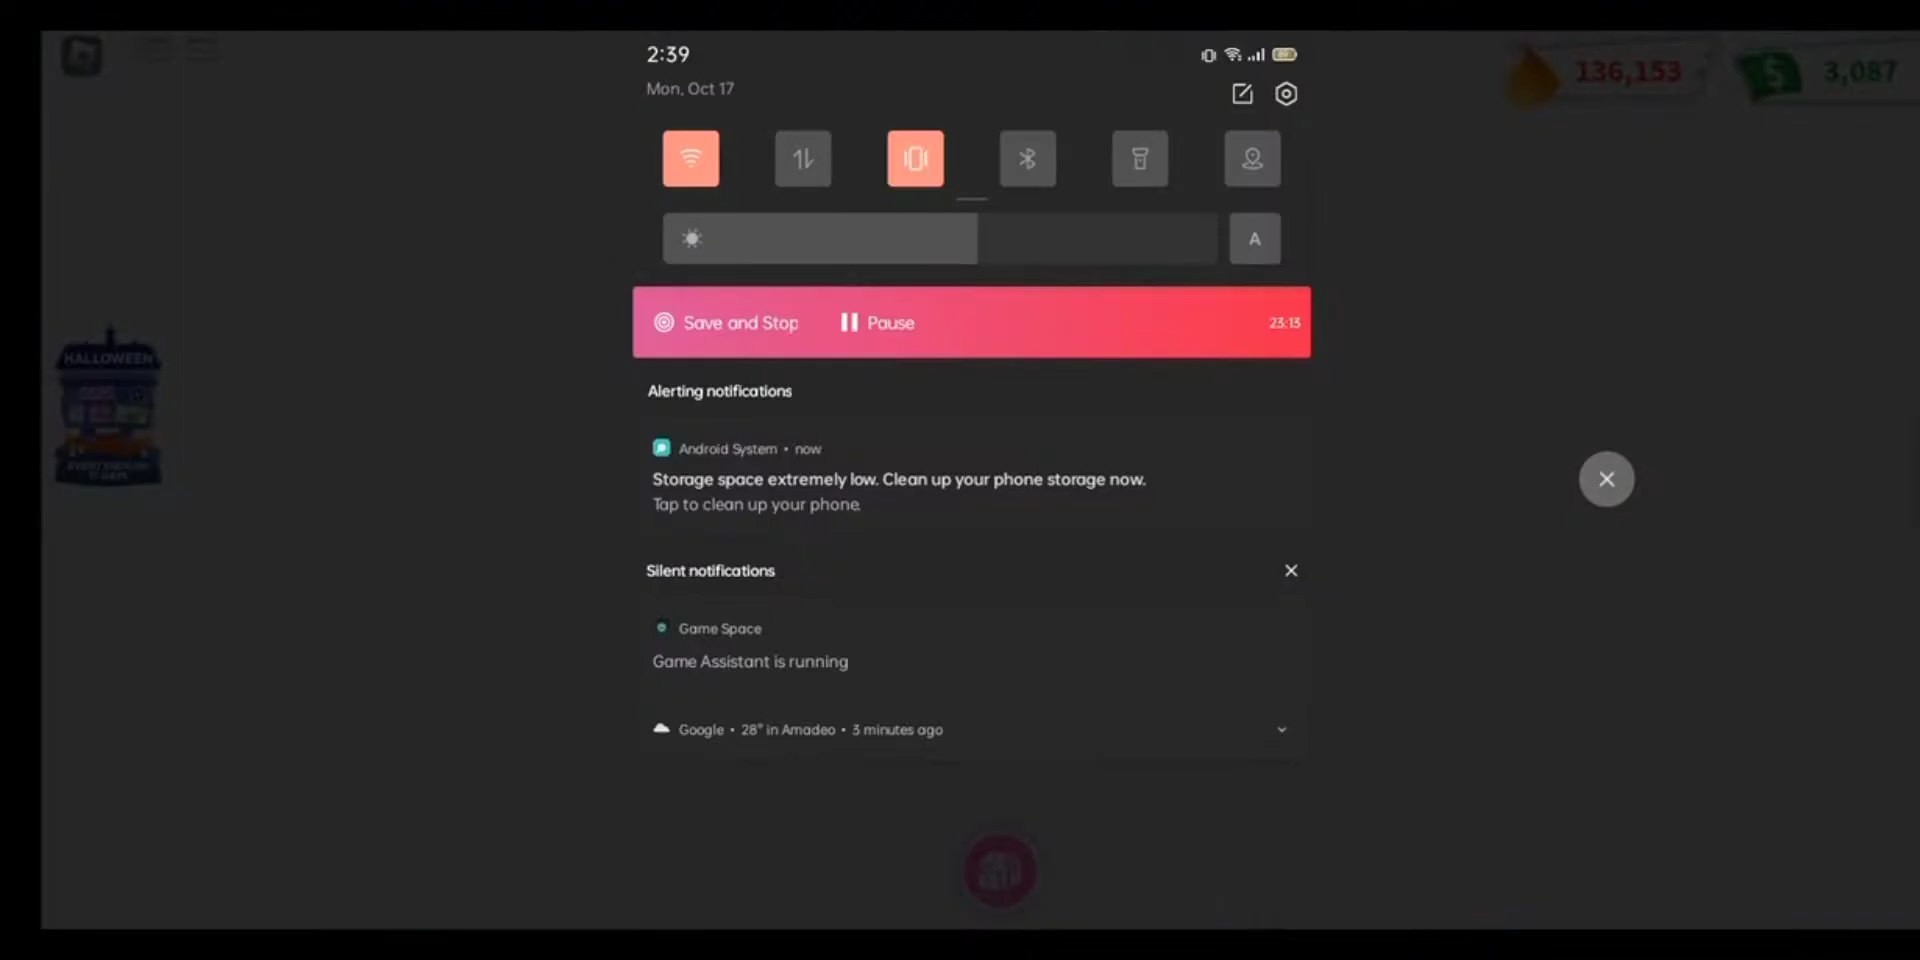 2:39
Mon, Oct 17
136,153
3,087
A
Save and Stop
Pause
23:13
HALLOWEEN
Alerting notifications
Android System • now
Storage space extremely low. Clean up your phone storage now.
Tap to clean up your phone.
Silent notifications
Game Space
Game Assistant is running
Google • 28° in Amadeo • 3 minutes ago